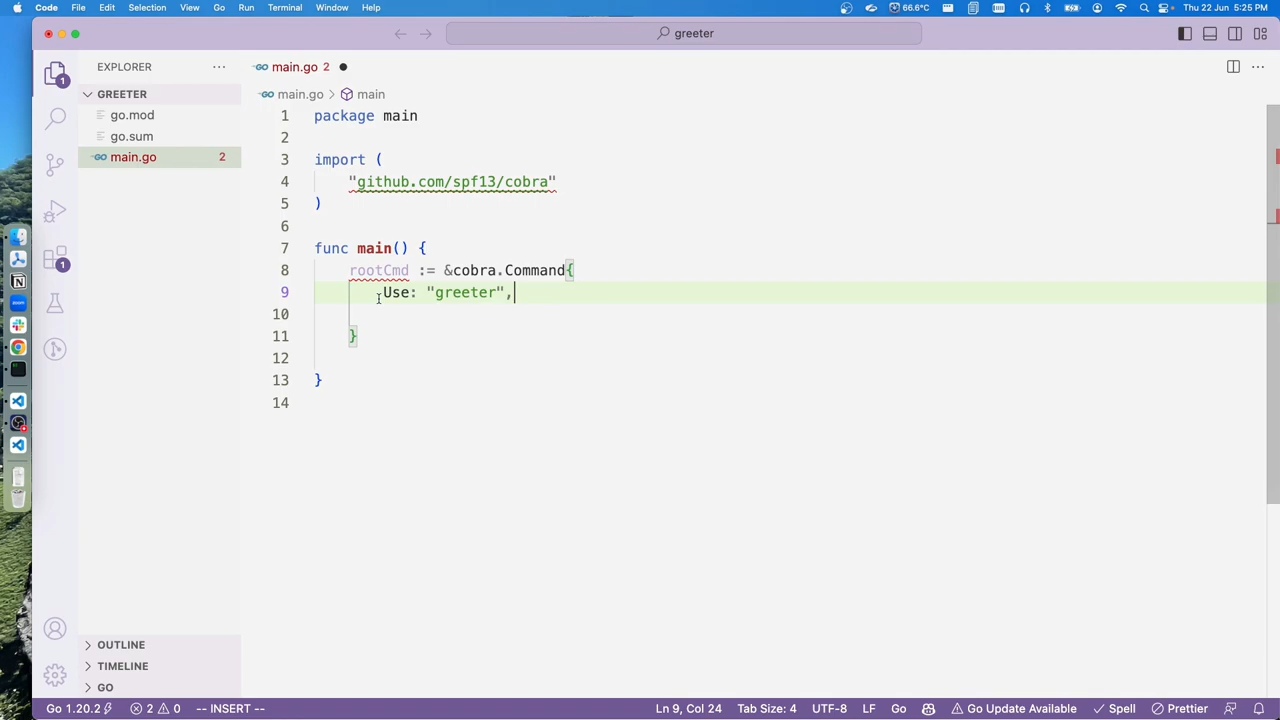 Code File Edit Selection View Go Run Terminal Window Help 66.6°C Thu 22 Jun 5:25 PM
greeter
EXPLORER
GREETER
go.mod
go.sum
main.go 2
1
1
main.go 2
main.go > main
1 package main
2
3 import (
4 "github.com/spf13/cobra"
5 )
6
7 func main() {
8 rootCmd := &cobra.Command{
9 Use: "greeter",
10
11 }
12
13 }
14
OUTLINE
TIMELINE
GO
Go 1.20.2 2 0 -- INSERT -- Ln 9, Col 24 Tab Size: 4 UTF-8 LF Go Go Update Available Spell Prettier